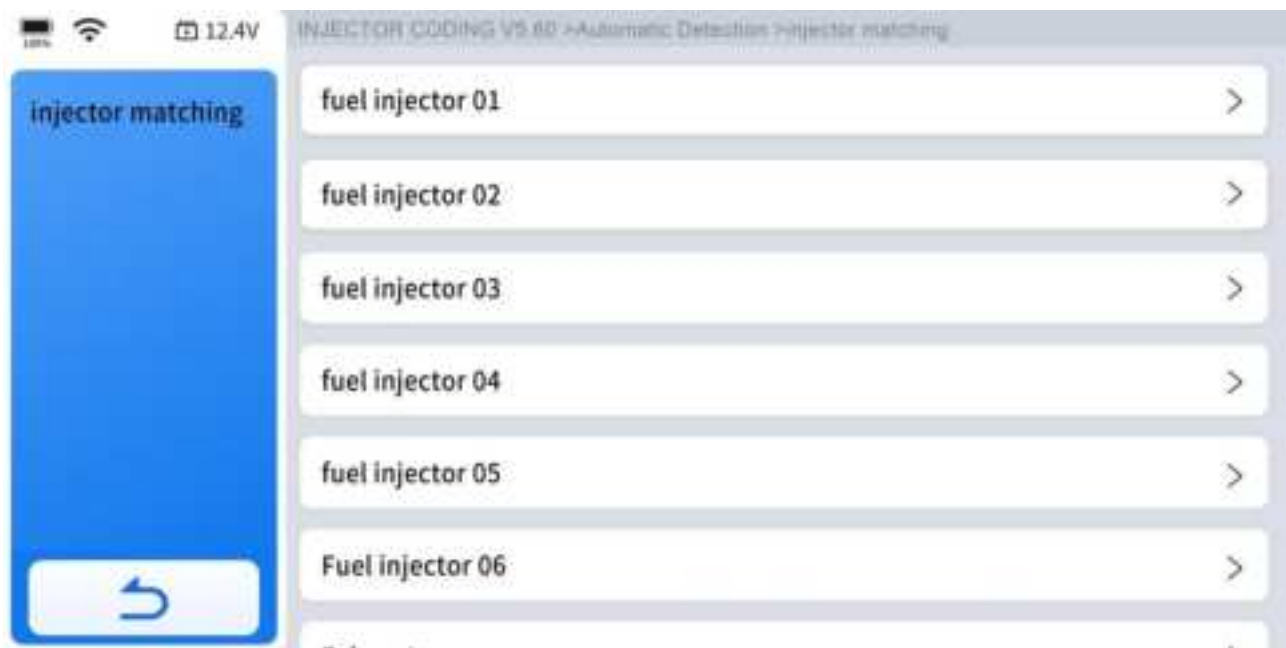 100%
12.4V
INJECTOR CODING V5.60 >Automatic Detection >injector matching
injector matching
fuel injector 01
fuel injector 02
fuel injector 03
fuel injector 04
fuel injector 05
Fuel injector 06